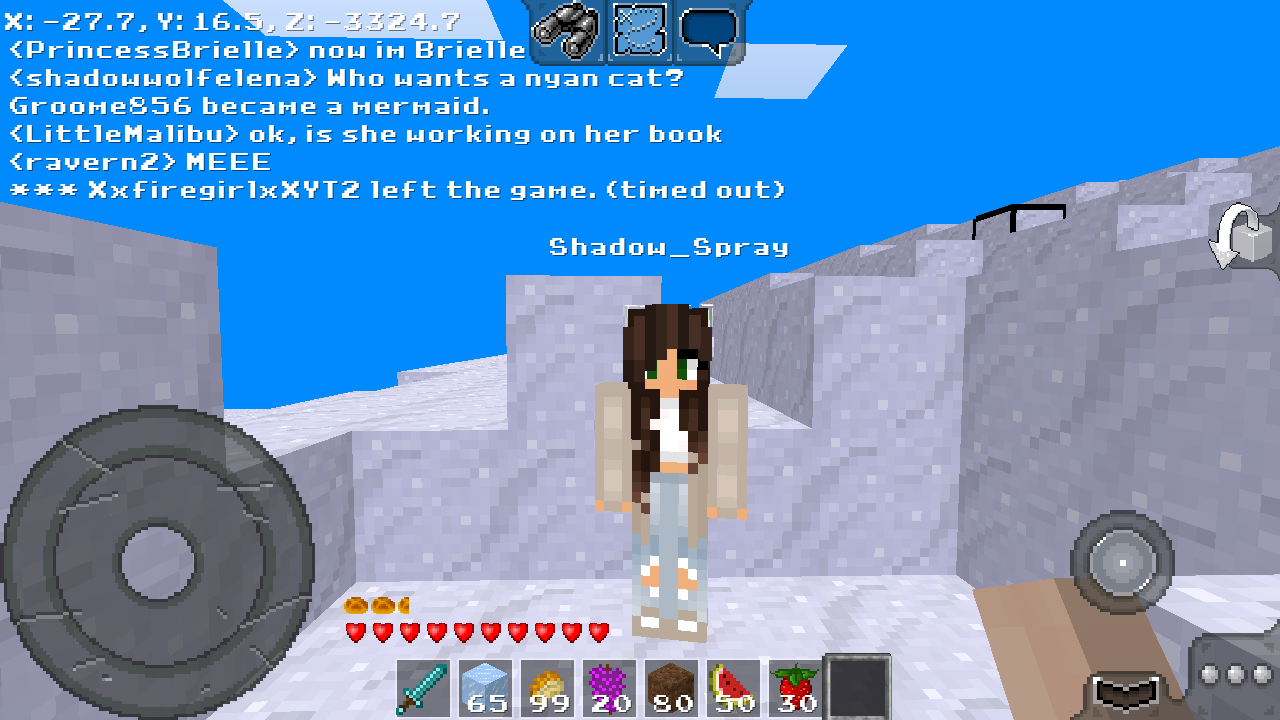 X: -27.7, Y: 16.5, Z: -3324.7
<PrincessBrielle> now im Brielle
<shadowwolfelena> Who wants a nyan cat?
Groome856 became a mermaid.
<LittleMalibu> ok, is she working on her book
<ravern2> MEEE
*** XxfiregirlxXYT2 left the game. (timed out)
Shadow_Spray
65 99 20 80 50 30